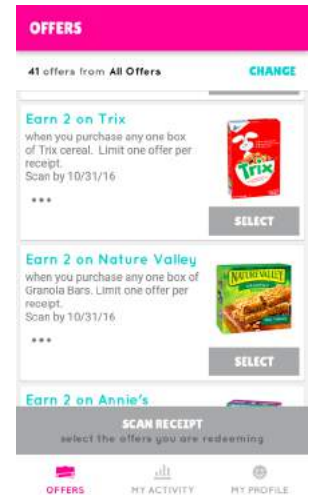 OFFERS
41 offers from All Offers CHANGE
Earn 2 on Trix
when you purchase any one box
of Trix cereal. Limit one offer per
receipt.
Scan by 10/31/16
Trix
SELECT
Earn 2 on Nature Valley
when you purchase any one box of
Granola Bars. Limit one offer per
receipt.
Scan by 10/31/16
NATURE VALLEY
SELECT
Earn 2 on Annie's
SCAN RECEIPT
select the offers you are redeeming
OFFERS MY ACTIVITY MY PROFILE